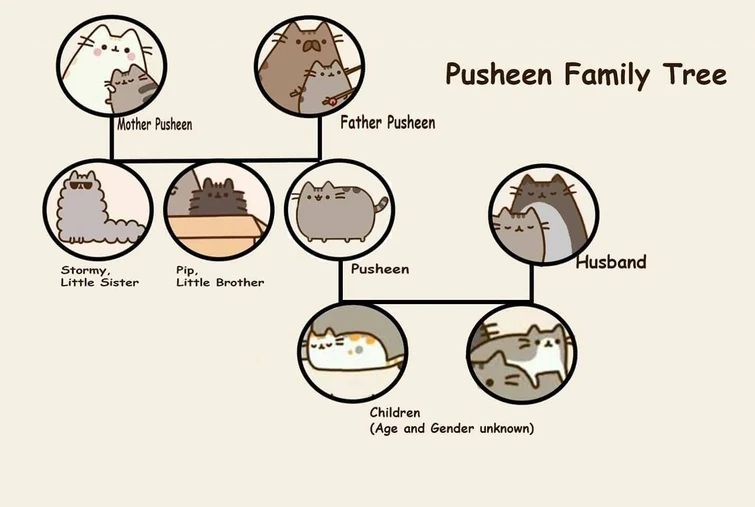 Pusheen Family Tree
Mother Pusheen
Father Pusheen
Stormy,
Little Sister
Pip,
Little Brother
Pusheen
Husband
Children
(Age and Gender unknown)